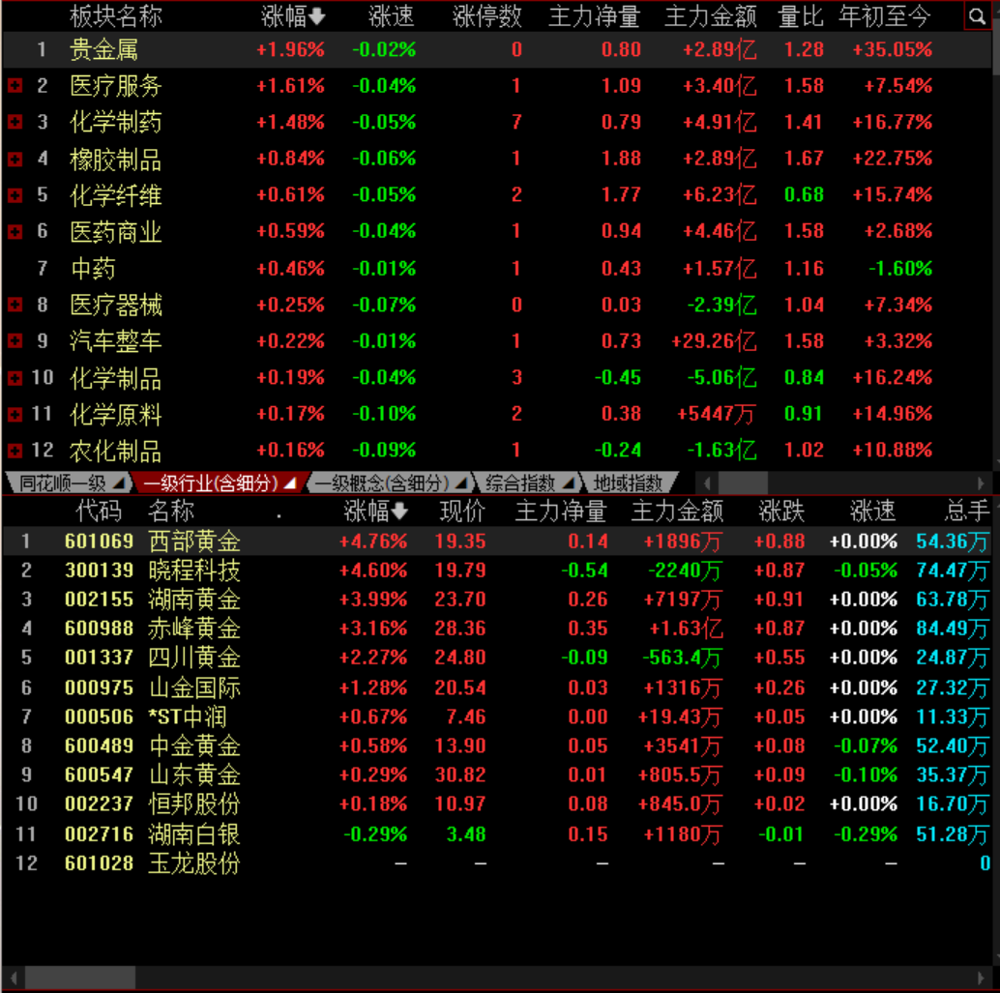 板块名称 涨幅 涨速 涨停数 主力净量 主力金额 量比 年初至今
1 贵金属 +1.96% -0.02% 0 0.80 +2.89亿 1.28 +35.05%
2 医疗服务 +1.61% -0.04% 1 1.09 +3.40亿 1.58 +7.54%
3 化学制药 +1.48% -0.05% 7 0.79 +4.91亿 1.41 +16.77%
4 橡胶制品 +0.84% -0.06% 1 1.88 +2.89亿 1.67 +22.75%
5 化学纤维 +0.61% -0.05% 2 1.77 +6.23亿 0.68 +15.74%
6 医药商业 +0.59% -0.04% 1 0.94 +4.46亿 1.58 +2.68%
7 中药 +0.46% -0.01% 1 0.43 +1.57亿 1.16 -1.60%
8 医疗器械 +0.25% -0.07% 0 0.03 -2.39亿 1.04 +7.34%
9 汽车整车 +0.22% -0.01% 1 0.73 +29.26亿 1.58 +3.32%
10 化学制品 +0.19% -0.04% 3 -0.45 -5.06亿 0.84 +16.24%
11 化学原料 +0.17% -0.10% 2 0.38 +5447万 0.91 +14.96%
12 农化制品 +0.16% -0.09% 1 -0.24 -1.63亿 1.02 +10.88%
同花顺一级 一级行业(含细分) 一级概念(含细分) 综合指数 地域指数
代码 名称 . 涨幅 现价 主力净量 主力金额 涨跌 涨速 总手
1 601069 西部黄金 +4.76% 19.35 0.14 +1896万 +0.88 +0.00% 54.36万
2 300139 晓程科技 +4.60% 19.79 -0.54 -2240万 +0.87 -0.05% 74.47万
3 002155 湖南黄金 +3.99% 23.70 0.26 +7197万 +0.91 +0.00% 63.78万
4 600988 赤峰黄金 +3.16% 28.36 0.35 +1.63亿 +0.87 +0.00% 84.49万
5 001337 四川黄金 +2.27% 24.80 -0.09 -563.4万 +0.55 +0.00% 24.87万
6 000975 山金国际 +1.28% 20.54 0.03 +1316万 +0.26 +0.00% 27.32万
7 000506 *ST中润 +0.67% 7.46 0.00 +19.43万 +0.05 +0.00% 11.33万
8 600489 中金黄金 +0.58% 13.90 0.05 +3541万 +0.08 -0.07% 52.40万
9 600547 山东黄金 +0.29% 30.82 0.01 +805.5万 +0.09 -0.10% 35.37万
10 002237 恒邦股份 +0.18% 10.97 0.08 +845.0万 +0.02 +0.00% 16.70万
11 002716 湖南白银 -0.29% 3.48 0.15 +1180万 -0.01 -0.29% 51.28万
12 601028 玉龙股份 — — — — — — 0